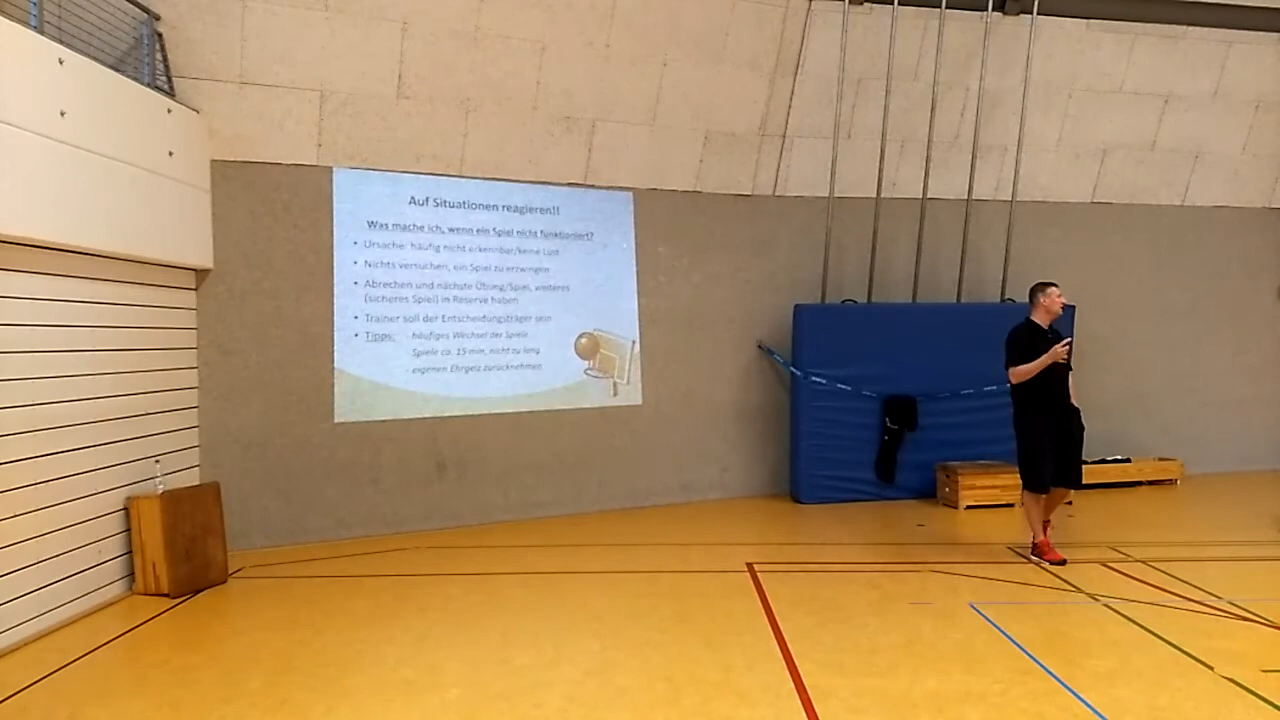 Auf Situationen reagieren!!
Was mache ich, wenn ein Spiel nicht funktioniert?
• Ursache: häufig nicht erkennbar/keine Lust
• Nichts versuchen, ein Spiel zu erzwingen
• Abrechen und nächste Übung/Spiel, weiteres
(sicheres Spiel) in Reserve haben
• Trainer soll der Entscheidungsträger sein
• Tipps: - häufiges Wechsel der Spiele
Spiele ca. 15 min, nicht zu lang
- eigenen Ehrgeiz zurücknehmen